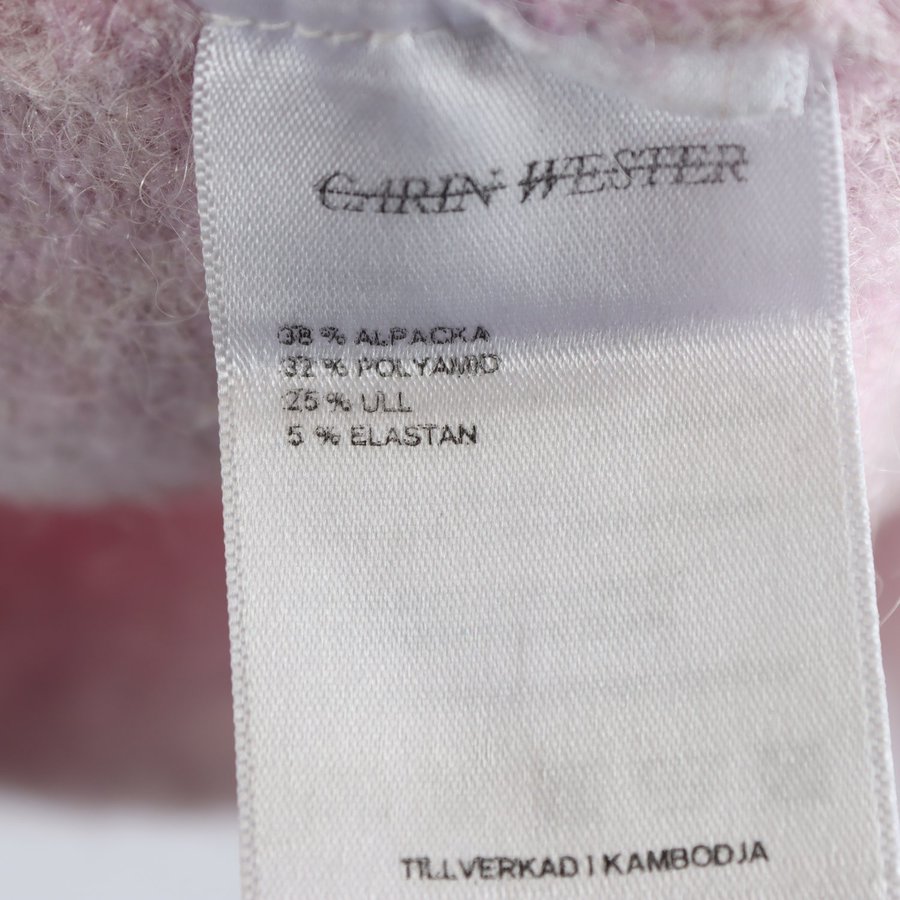 CARIN WESTER
38 % ALPACKA
32 % POLYAMID
25 % ULL
5 % ELASTAN
TILLVERKAD I KAMBODJA